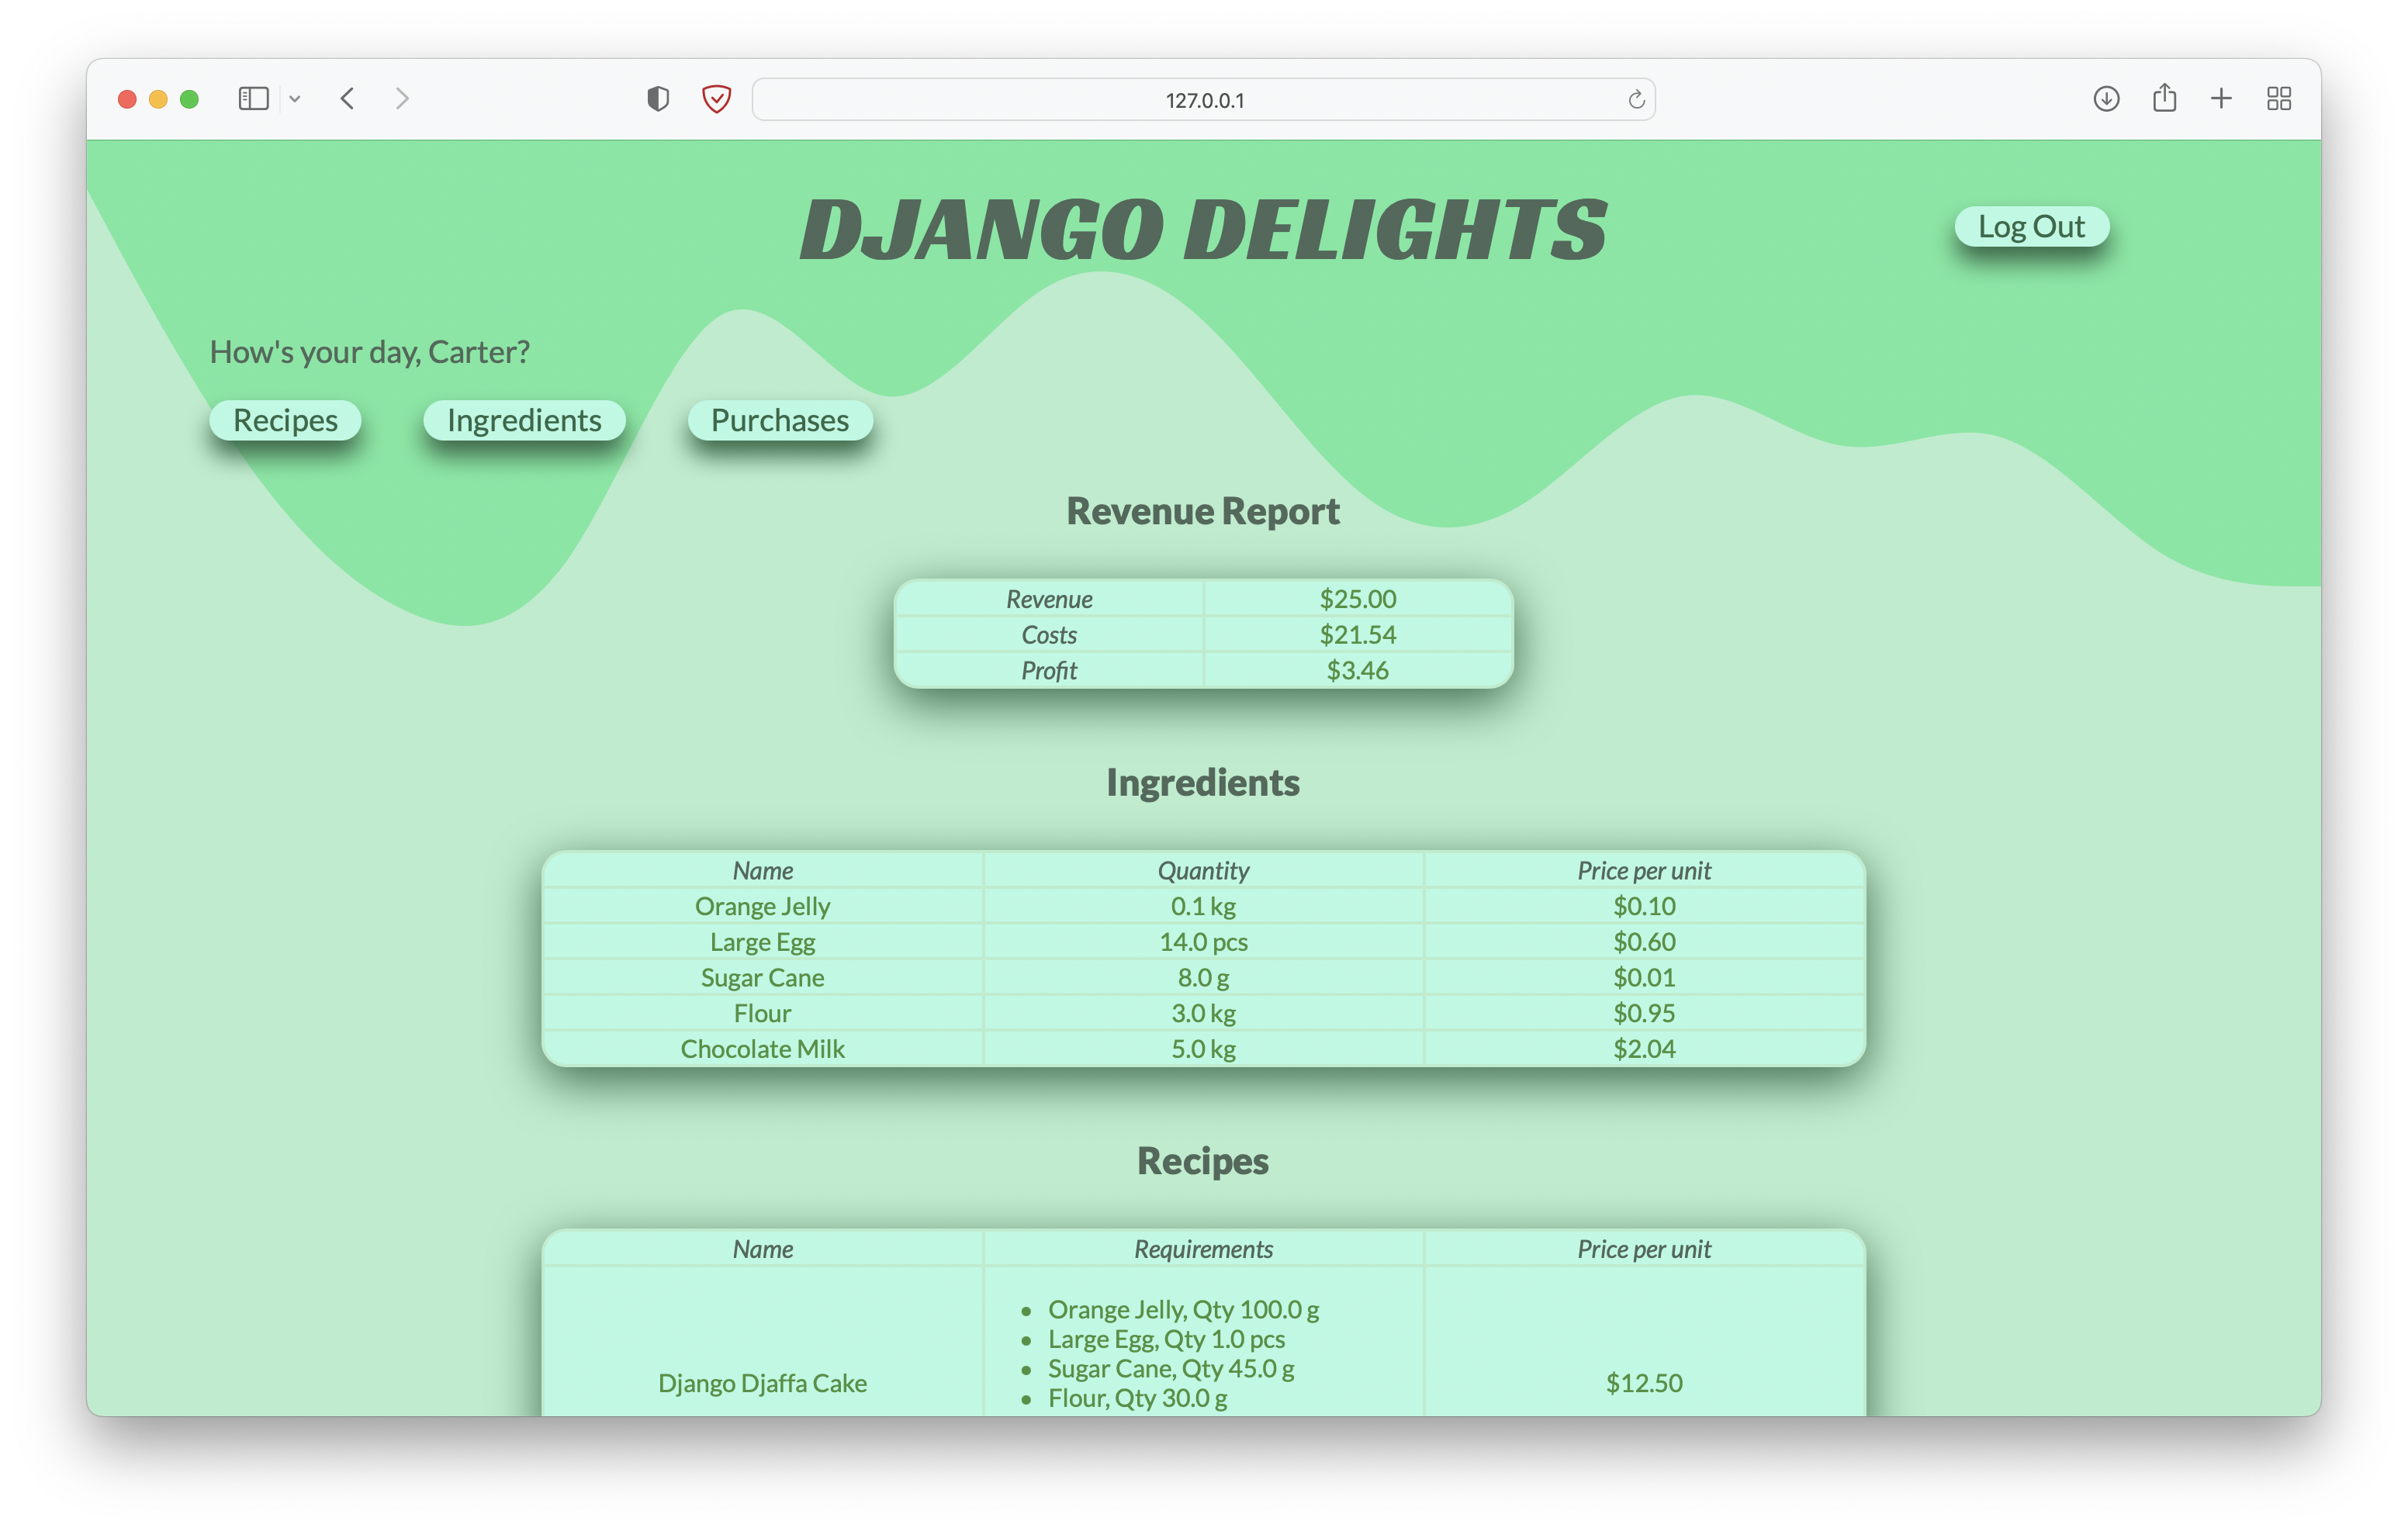 127.0.0.1
DJANGO DELIGHTS
Log Out
How's your day, Carter?
Recipes Ingredients Purchases
Revenue Report
Revenue $25.00
Costs $21.54
Profit $3.46
Ingredients
Name Quantity Price per unit
Orange Jelly 0.1 kg $0.10
Large Egg 14.0 pcs $0.60
Sugar Cane 8.0 g $0.01
Flour 3.0 kg $0.95
Chocolate Milk 5.0 kg $2.04
Recipes
Name Requirements Price per unit
• Orange Jelly, Qty 100.0 g
• Large Egg, Qty 1.0 pcs
• Sugar Cane, Qty 45.0 g
Django Djaffa Cake $12.50
• Flour, Qty 30.0 g